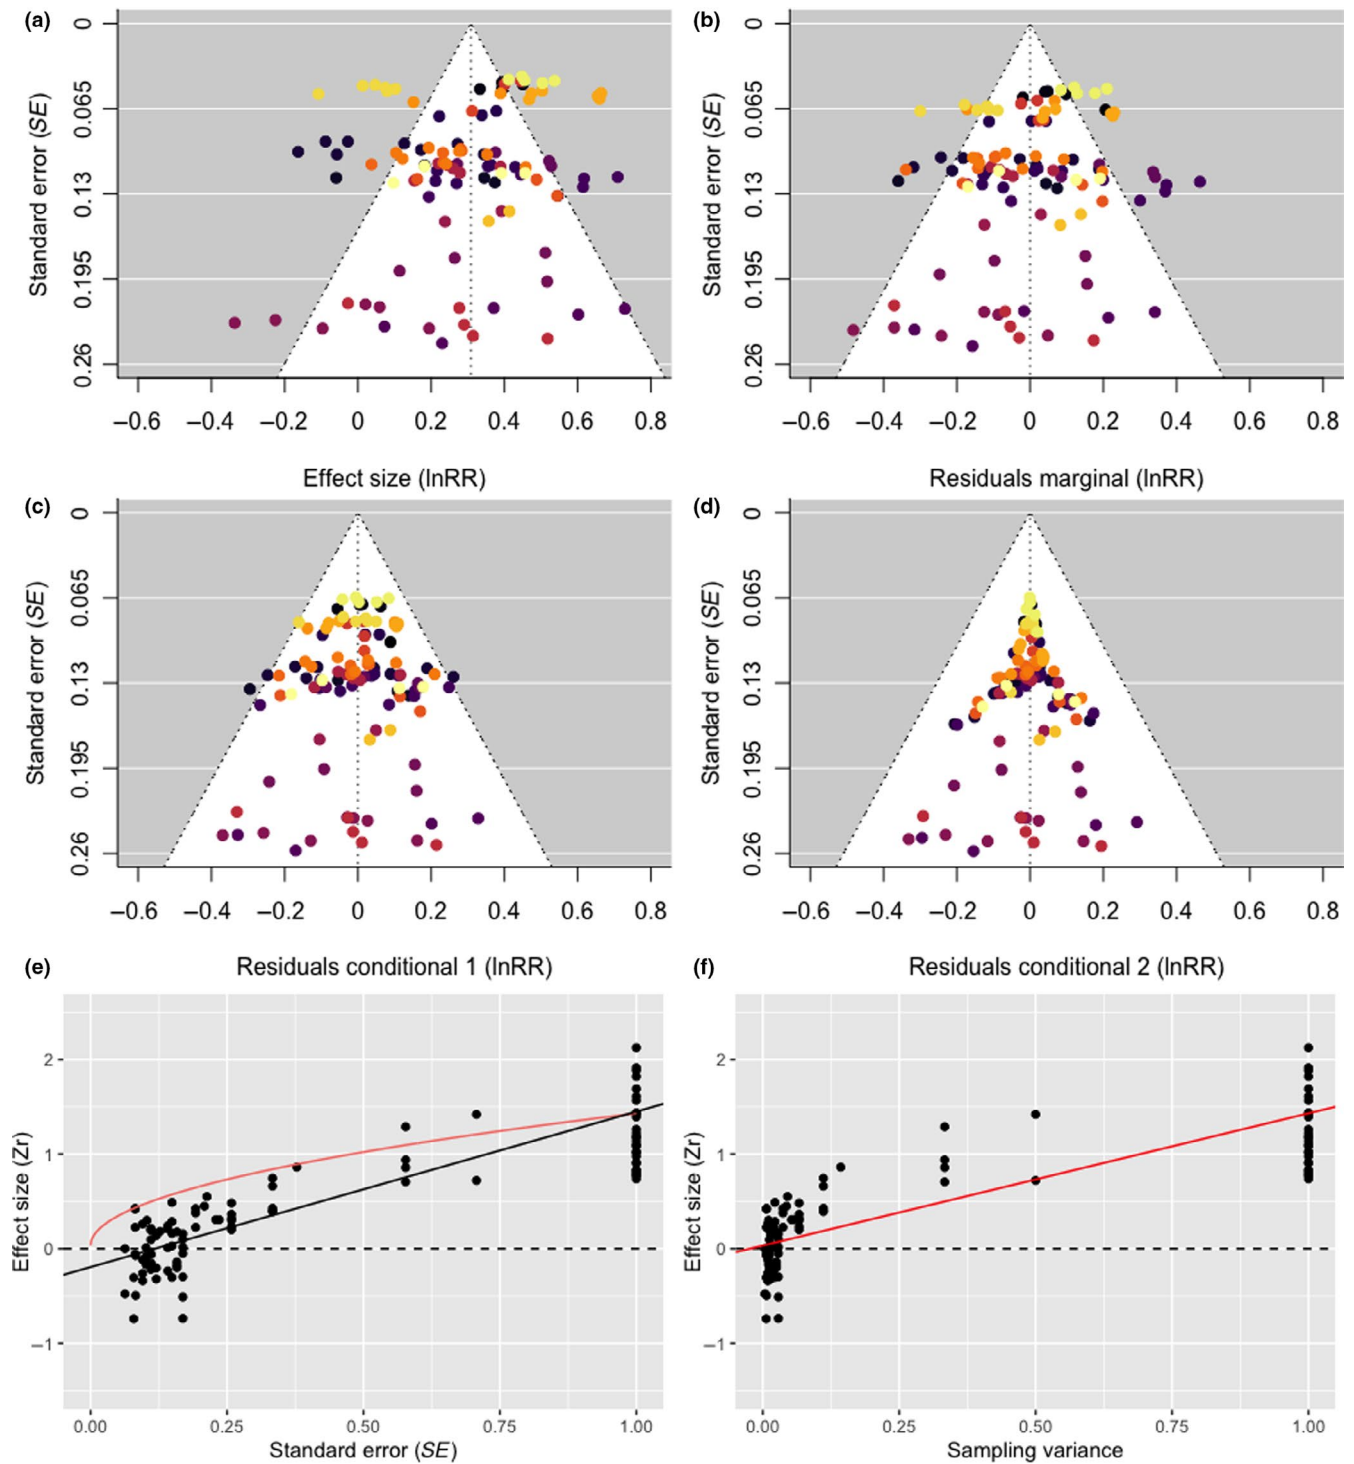 (a)
0
0.065
0.13
0.195
0.26
Standard error (SE)
−0.6 −0.4 −0.2 0 0.2 0.4 0.6 0.8
Effect size (lnRR)
(b)
0
0.065
0.13
0.195
0.26
Standard error (SE)
−0.6 −0.4 −0.2 0 0.2 0.4 0.6 0.8
Residuals marginal (lnRR)
(c)
0
0.065
0.13
0.195
0.26
Standard error (SE)
−0.6 −0.4 −0.2 0 0.2 0.4 0.6 0.8
Residuals conditional 1 (lnRR)
(d)
0
0.065
0.13
0.195
0.26
Standard error (SE)
−0.6 −0.4 −0.2 0 0.2 0.4 0.6 0.8
Residuals conditional 2 (lnRR)
(e)
2
1
0
−1
Effect size (Zr)
0.00 0.25 0.50 0.75 1.00
Standard error (SE)
(f)
2
1
0
−1
Effect size (Zr)
0.00 0.25 0.50 0.75 1.00
Sampling variance